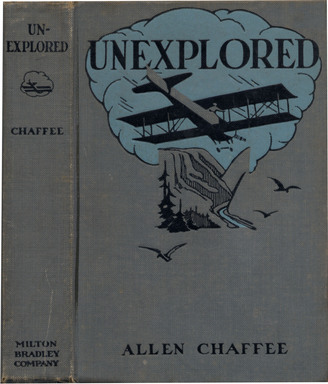 UN-
EXPLORED
CHAFFEE
MILTON
BRADLEY
COMPANY
UNEXPLORED
ALLEN CHAFFEE